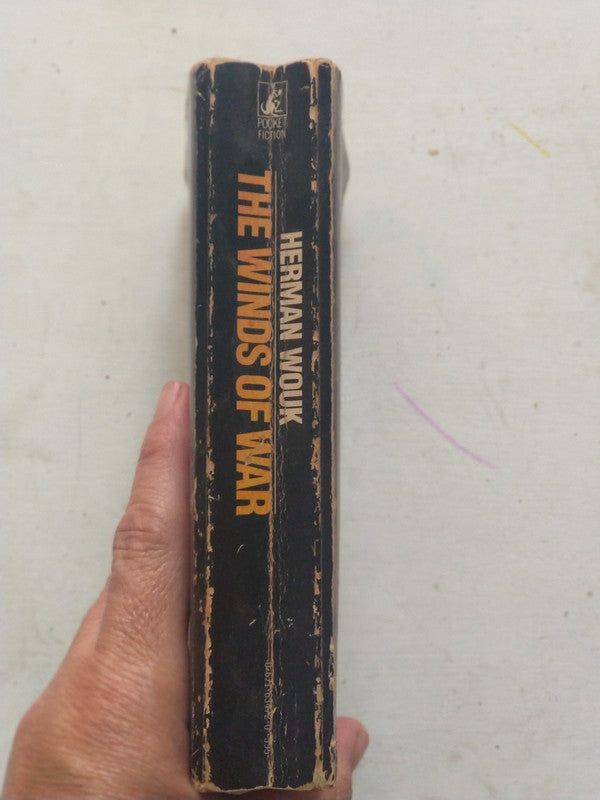 POCKET
FICTION
HERMAN WOUK
THE WINDS OF WAR